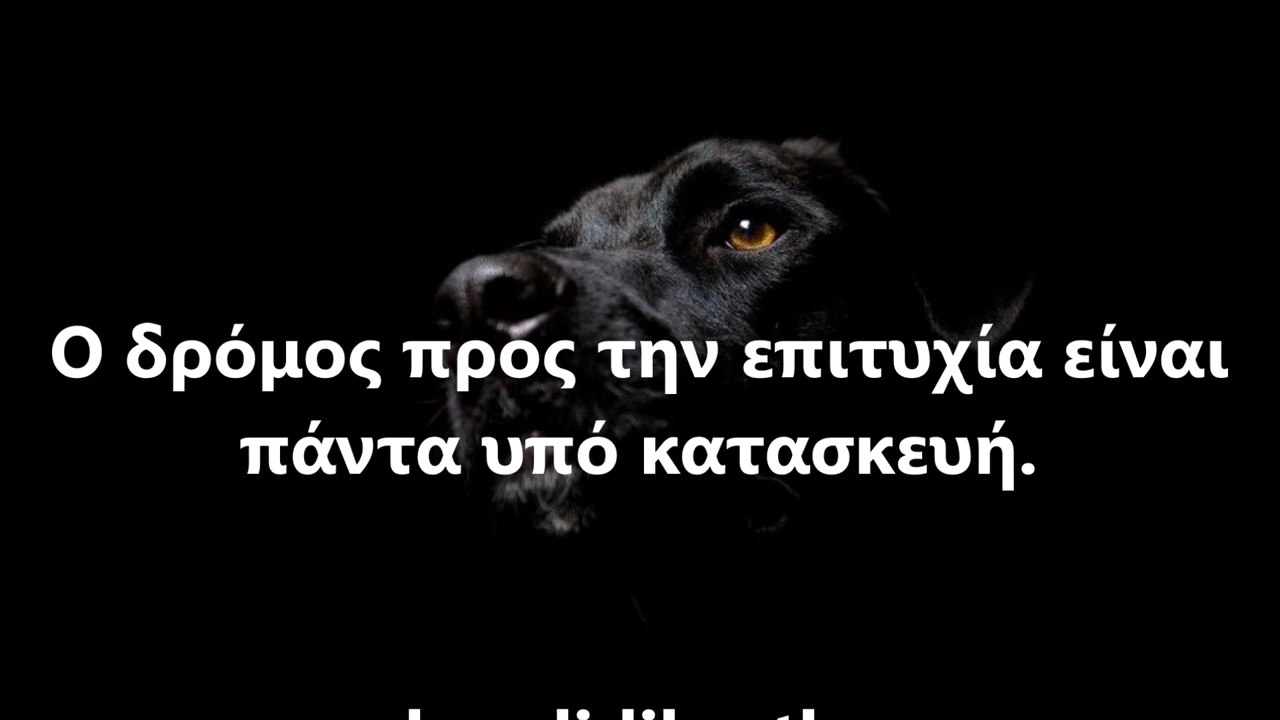 Ο δρόμος προς την επιτυχία είναι
πάντα υπό κατασκευή.